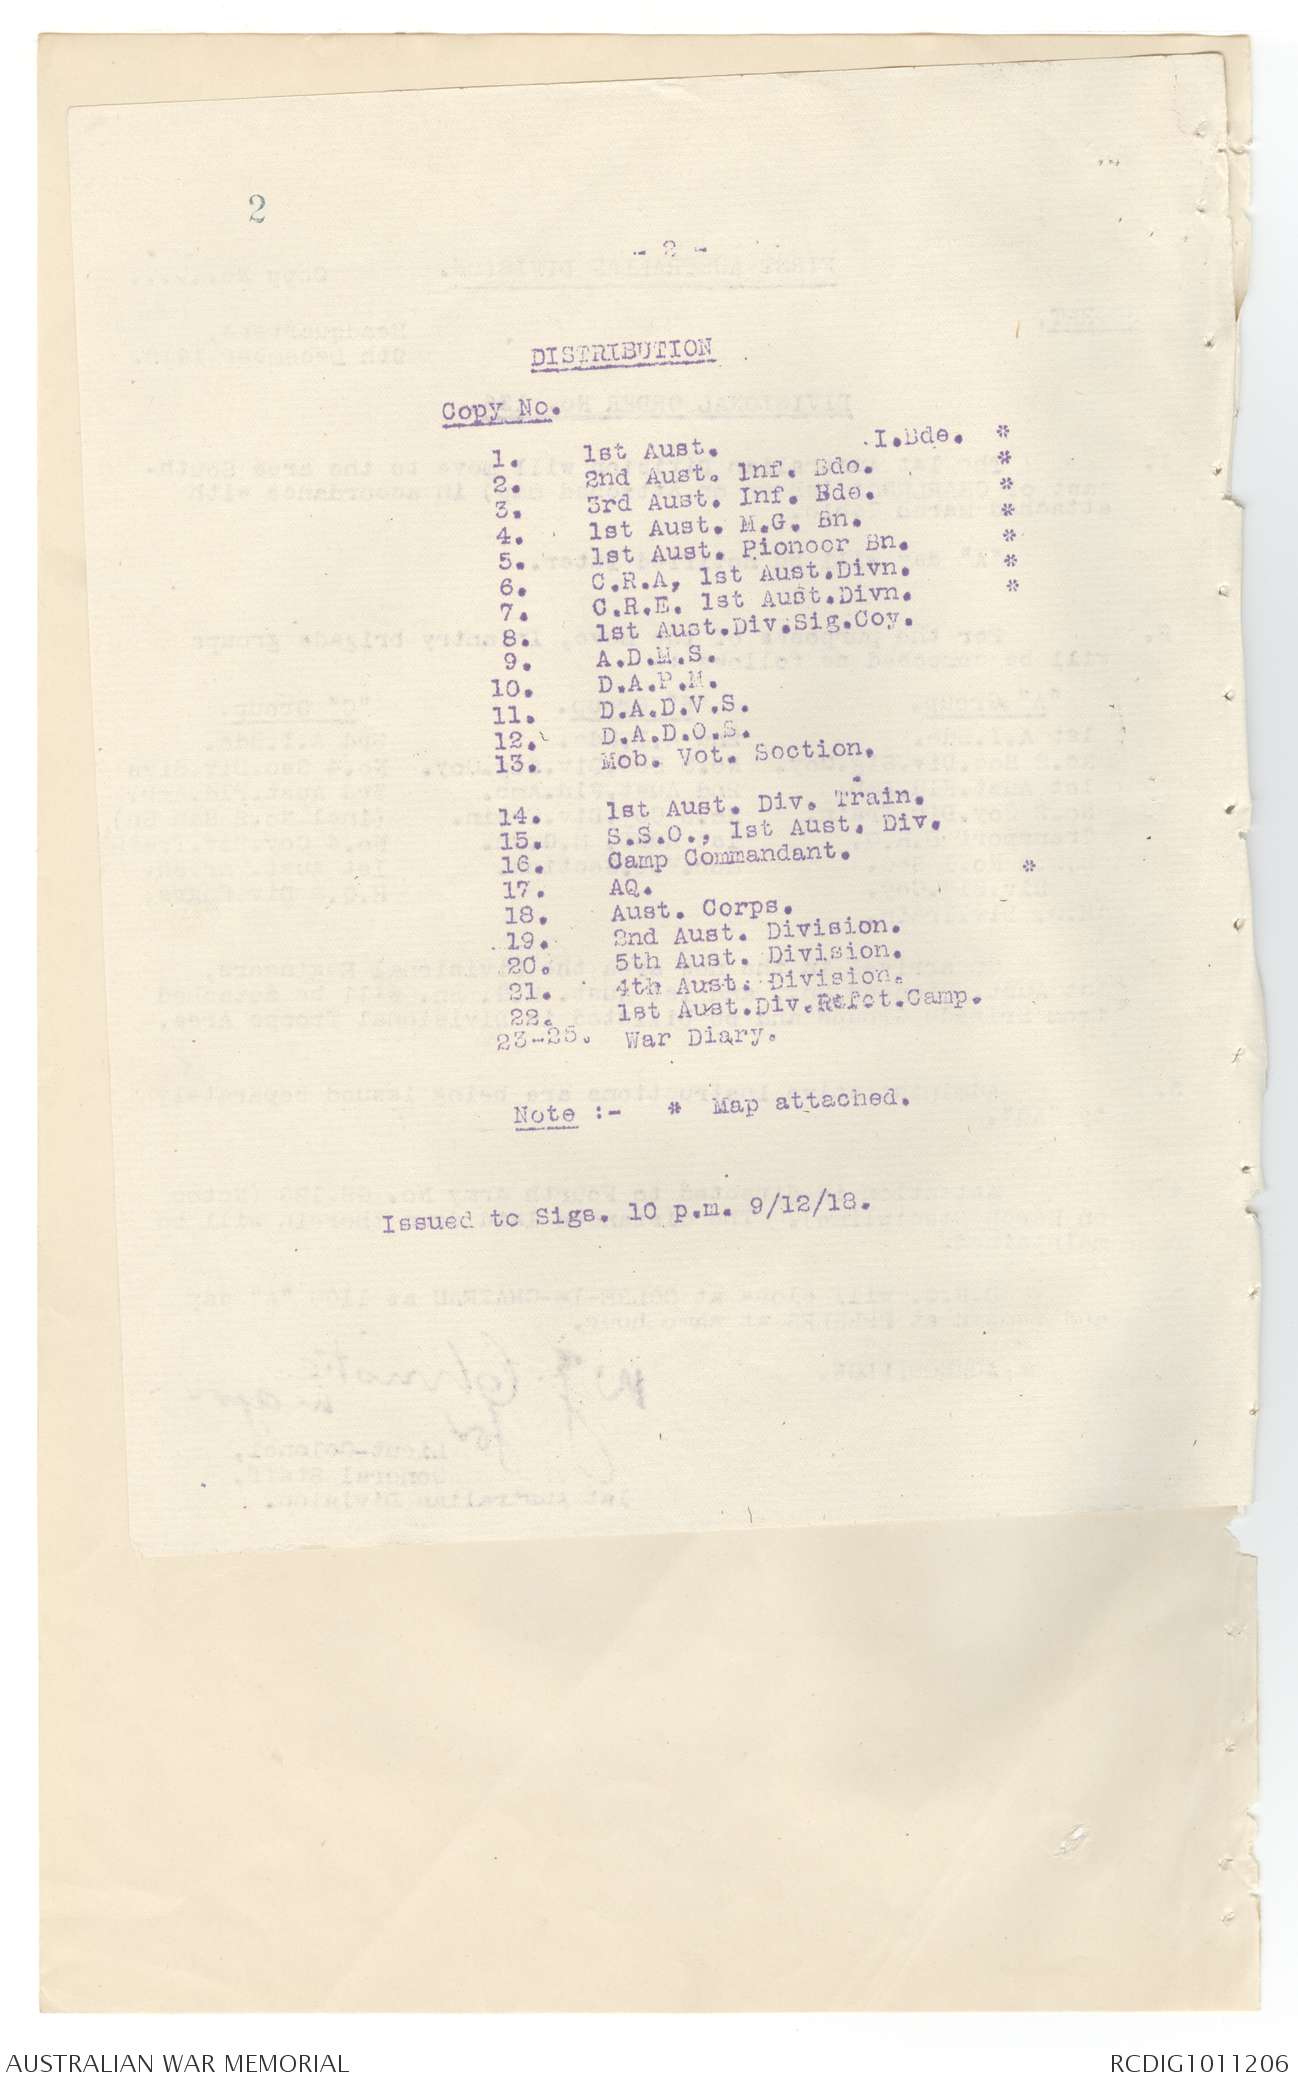 2
- 2 -
DISTRIBUTION
Copy No.
1. 1st Aust. I.Bde. *
2. 2nd Aust. Inf. Bde. *
3. 3rd Aust. Inf. Bde. *
4. 1st Aust. M.G. Bn. *
5. 1st Aust. Pioneer Bn. *
6. C.R.A, 1st Aust.Divn. *
7. C.R.E. 1st Aust.Divn. *
8. 1st Aust.Div.Sig.Coy.
9. A.D.M.S.
10. D.A.P.M.
11. D.A.D.V.S.
12. D.A.D.O.S.
13. Mob. Vet. Section.
14. 1st Aust. Div. Train.
15. S.S.O., 1st Aust. Div.
16. Camp Commandant.
17. AQ. *
18. Aust. Corps.
19. 2nd Aust. Division.
20. 5th Aust. Division.
21. 4th Aust. Division.
22. 1st Aust.Div.Refct.Camp.
23-25. War Diary.
Note :- * Map attached.
Issued to Sigs. 10 p.m. 9/12/18.
AUSTRALIAN WAR MEMORIAL RCDIG1011206